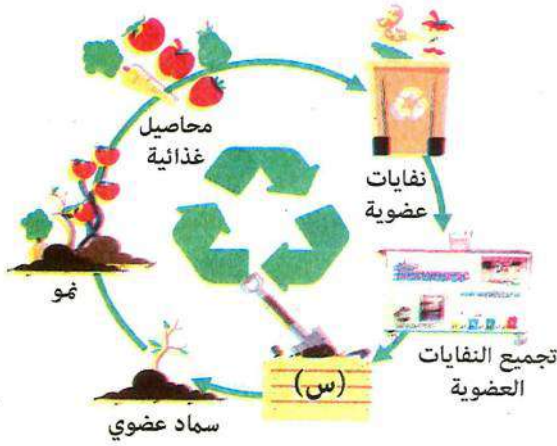 محاصيل
غذائية
نفايات
عضوية
تجميع النفايات
العضوية
(س)
سماد عضوي
نمو